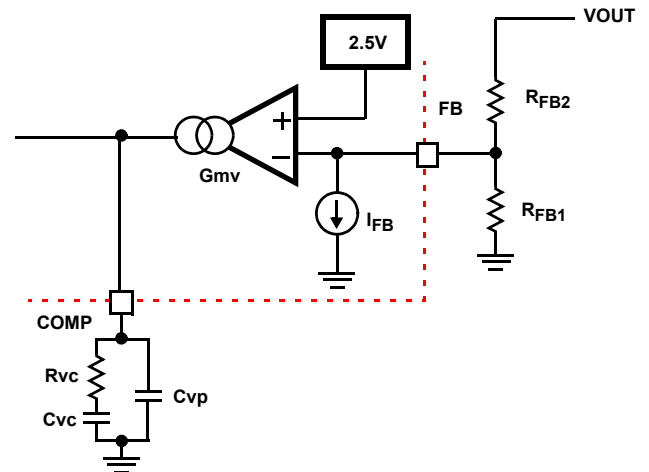 VOUT
2.5V
FB
RFB2
Gmv
IFB
RFB1
COMP
Rvc
Cvp
Cvc